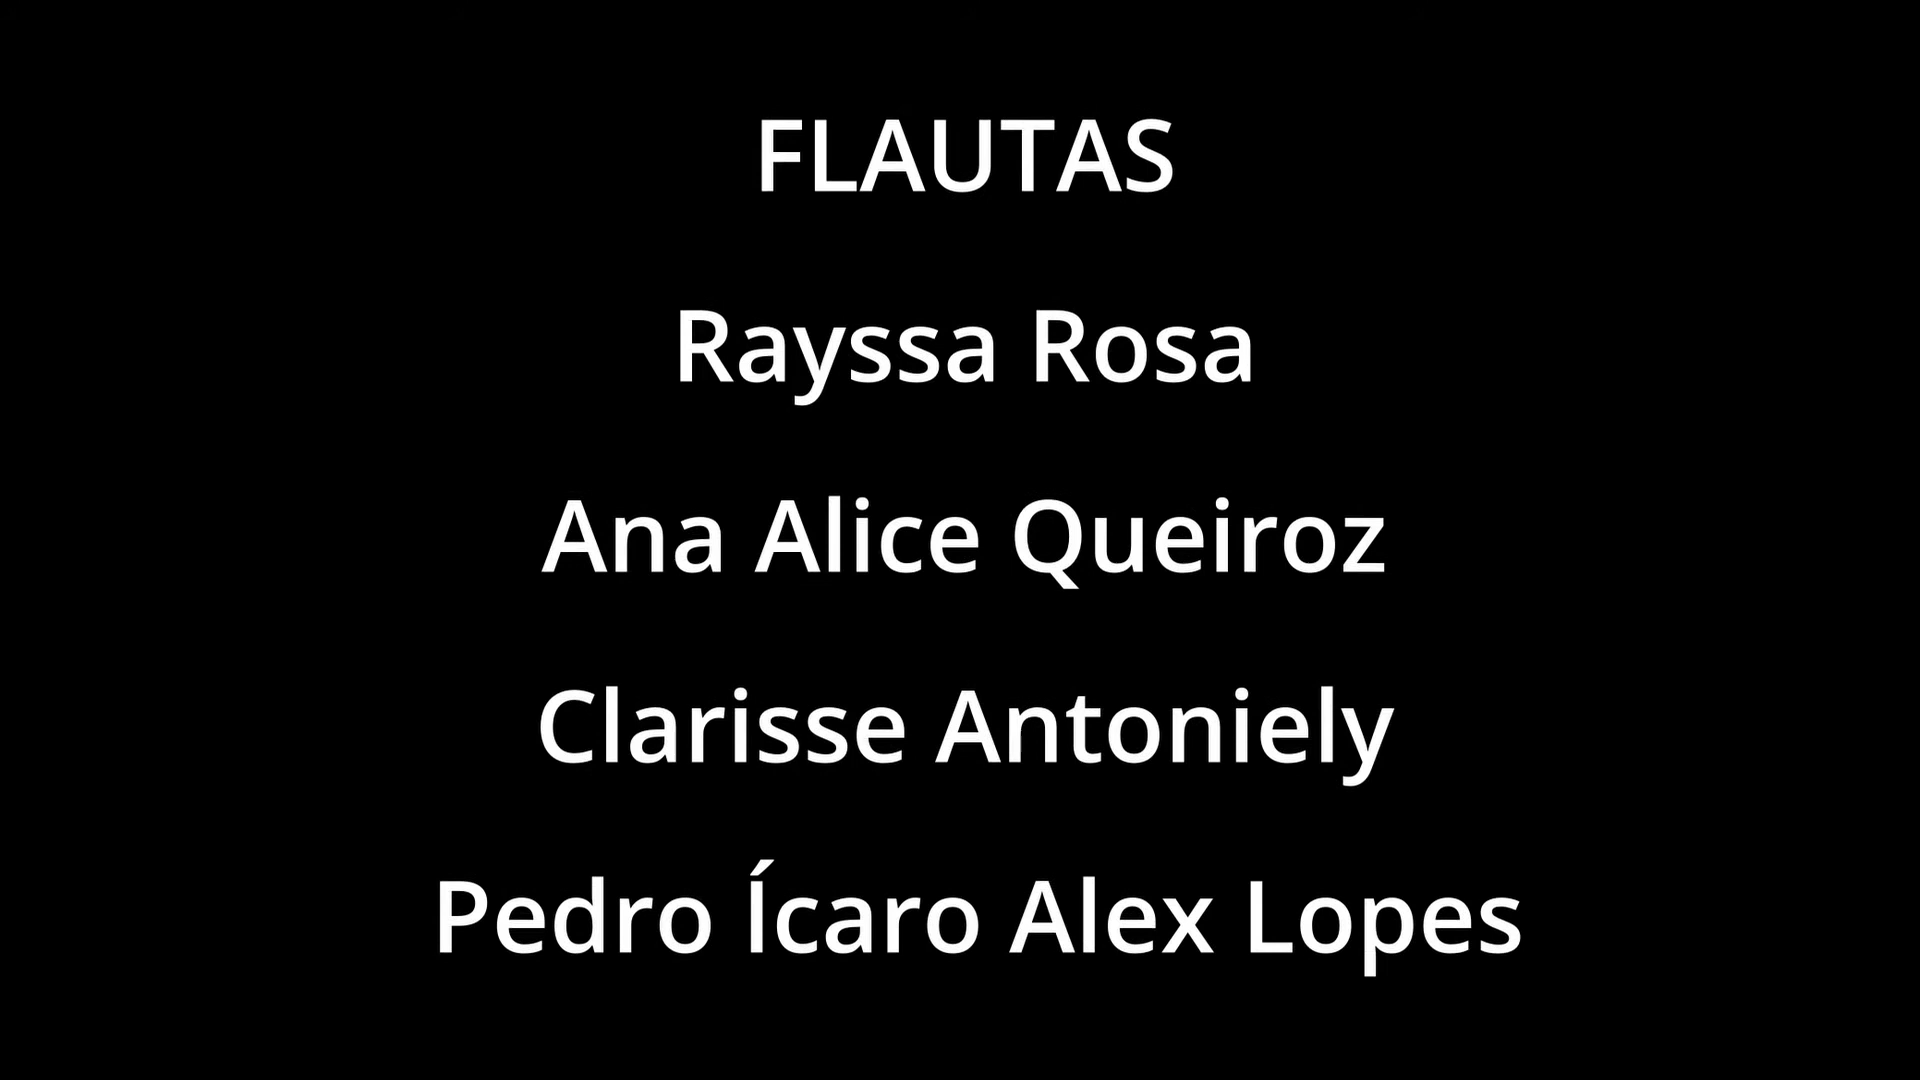 FLAUTAS
Rayssa Rosa
Ana Alice Queiroz
Clarisse Antoniely
Pedro Ícaro Alex Lopes